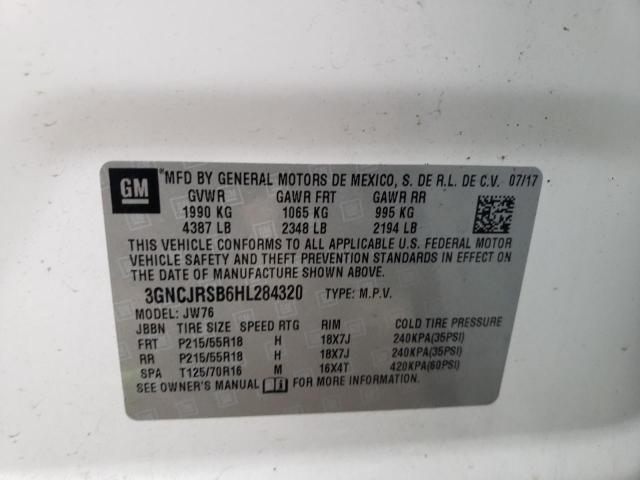 GM
*MFD BY GENERAL MOTORS DE MEXICO, S. DE R.L. DE C.V. 07/17
GVWR GAWR FRT GAWR RR
1990 KG 1065 KG 995 KG
4387 LB 2348 LB 2194 LB
THIS VEHICLE CONFORMS TO ALL APPLICABLE U.S. FEDERAL MOTOR
VEHICLE SAFETY AND THEFT PREVENTION STANDARDS IN EFFECT ON THE
DATE OF MANUFACTURE SHOWN ABOVE.
3GNCJRSB6HL284320 TYPE: M.P.V.
MODEL: JW76
JBBN TIRE SIZE SPEED RTG RIM COLD TIRE PRESSURE
FRT P215/55R18 H 18X7J 240KPA(35PSI)
RR P215/55R18 H 18X7J 240KPA(35PSI)
SPA T125/70R16 M 16X4T 420KPA(60PSI)
SEE OWNER'S MANUAL FOR MORE INFORMATION.